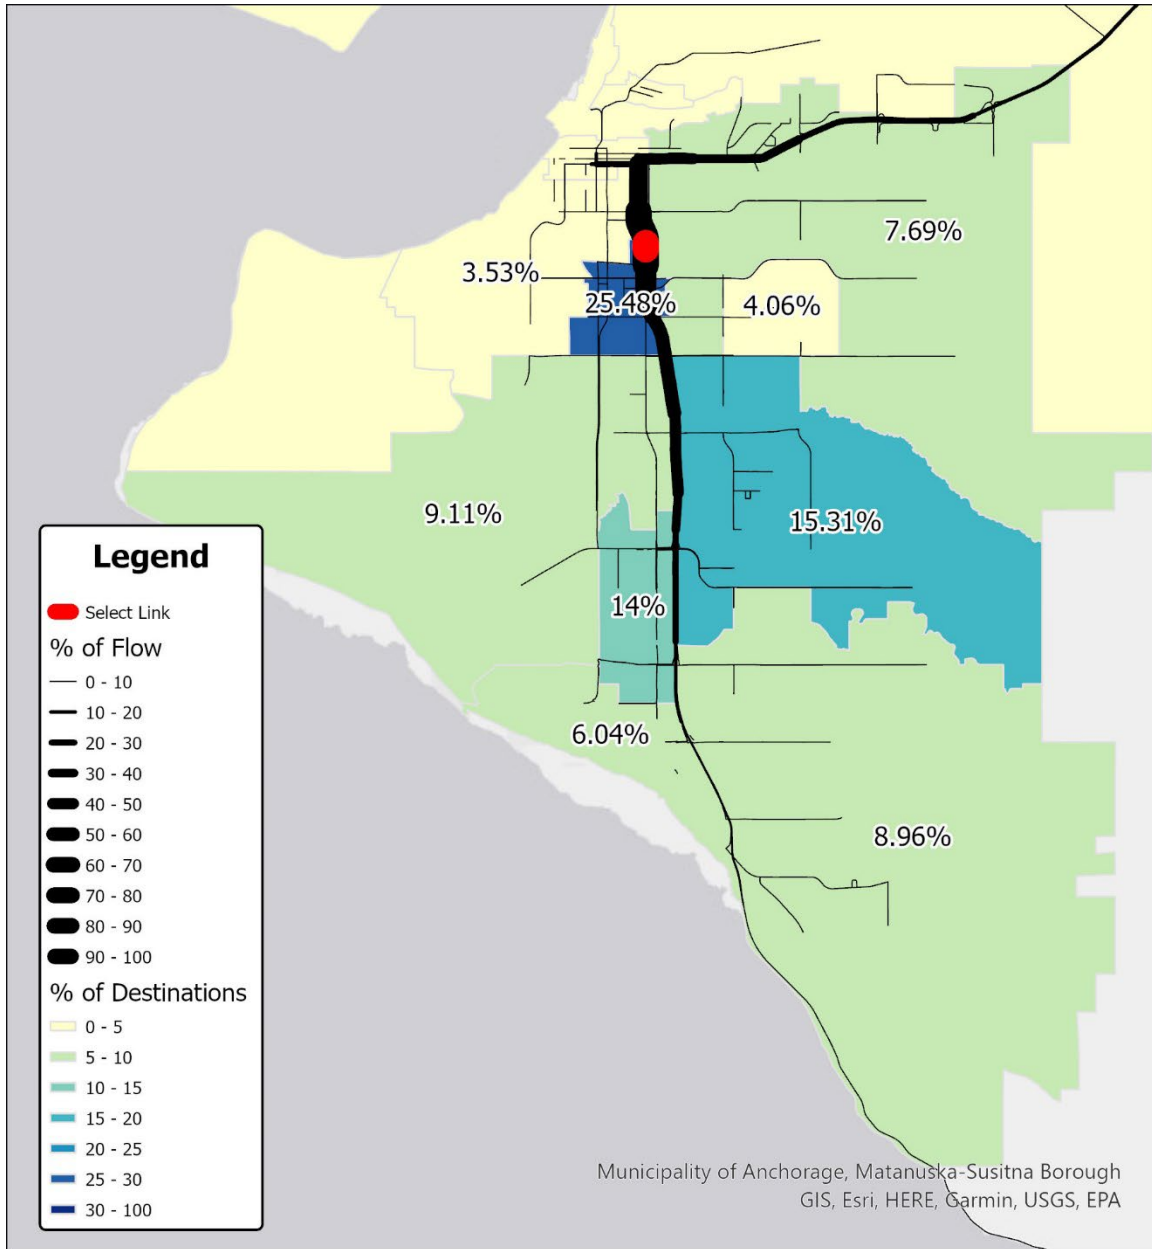 7.69%
3.53%
25.48%
4.06%
9.11%
15.31%
14%
6.04%
8.96%
Legend
Select Link
% of Flow
0 - 10
10 - 20
20 - 30
30 - 40
40 - 50
50 - 60
60 - 70
70 - 80
80 - 90
90 - 100
% of Destinations
0 - 5
5 - 10
10 - 15
15 - 20
20 - 25
25 - 30
30 - 100
Municipality of Anchorage, Matanuska-Susitna Borough
GIS, Esri, HERE, Garmin, USGS, EPA